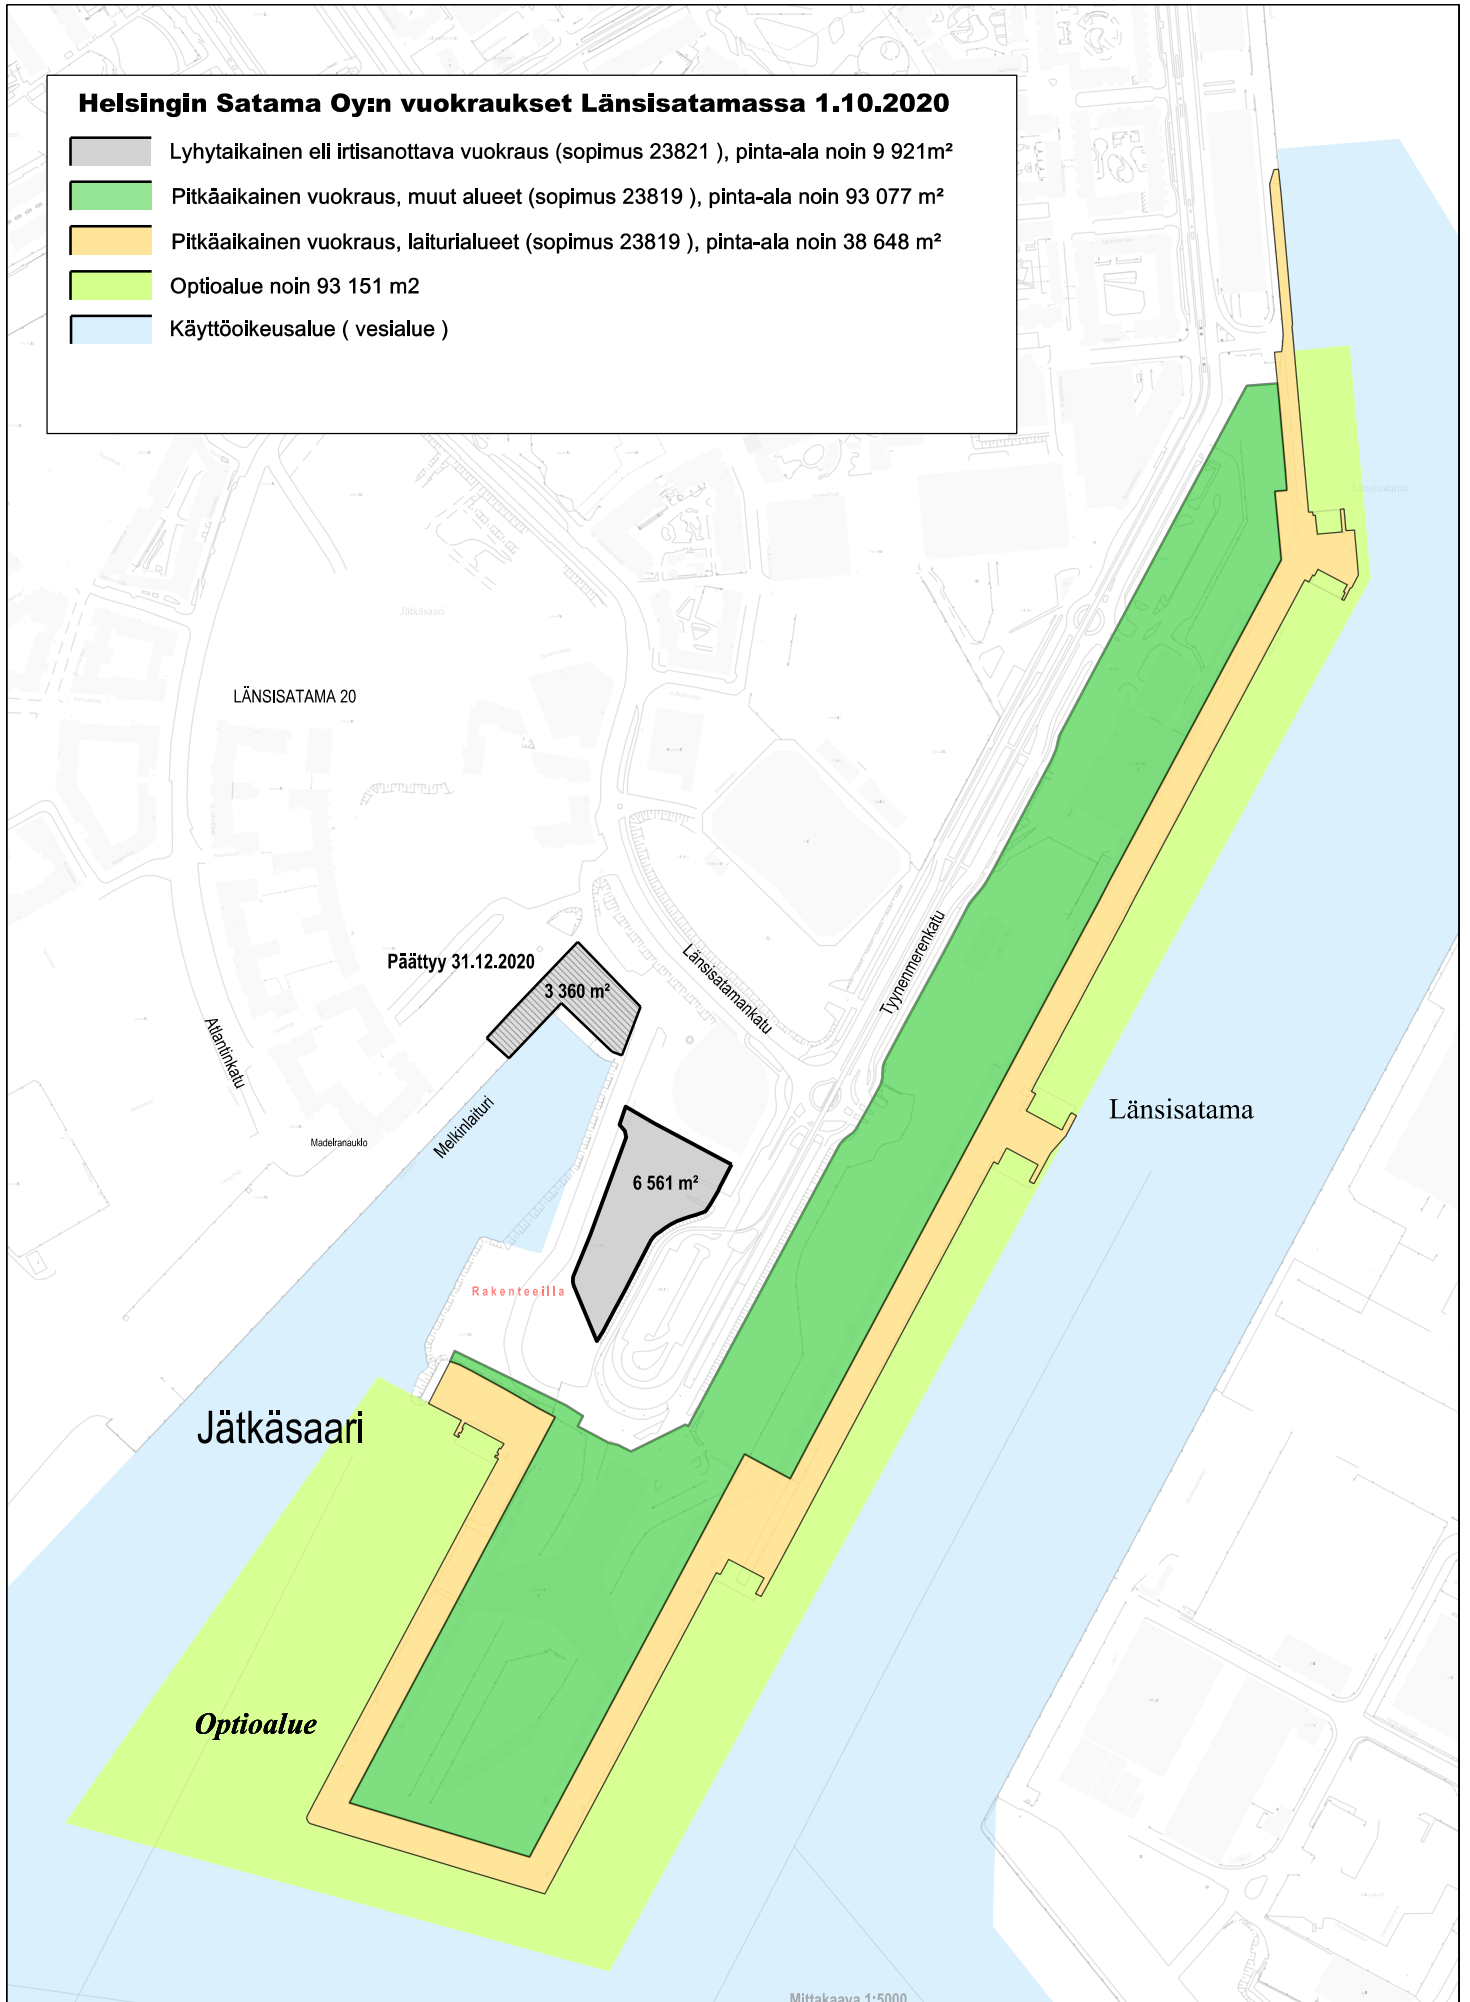 Helsingin Satama Oy:n vuokraukset Länsisatamassa 1.10.2020
Lyhytaikainen eli irtisanottava vuokraus (sopimus 23821 ), pinta-ala noin 9 921m²
Pitkäaikainen vuokraus, muut alueet (sopimus 23819 ), pinta-ala noin 93 077 m²
Pitkäaikainen vuokraus, laiturialueet (sopimus 23819 ), pinta-ala noin 38 648 m²
Optioalue noin 93 151 m2
Käyttöoikeusalue ( vesialue )
Länsisatama
Jätkäsaari
LÄNSISATAMA 20
Päättyy 31.12.2020
3 360 m²
Länsisatamankatu
Tyynenmerenkatu
Atlantinkatu
Melkinlaituri
Madeiranaukio
Länsisatama
6 561 m²
Rakenteeilla
Jätkäsaari
Optioalue
Mittakaava 1:5000